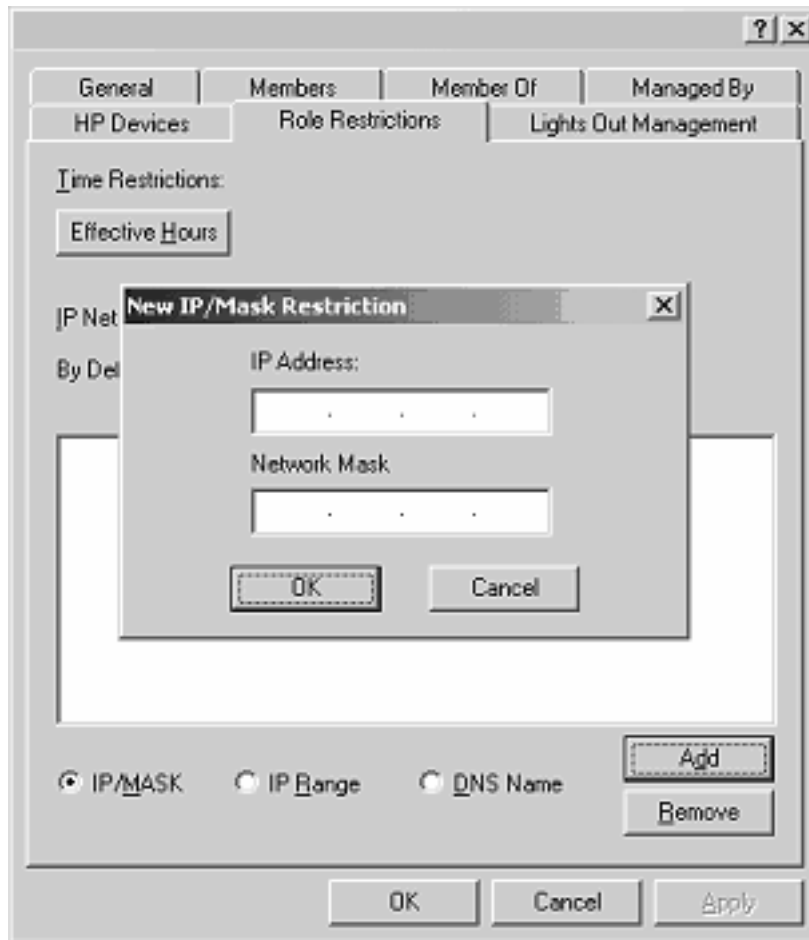 General Members Member Of Managed By
HP Devices Role Restrictions Lights Out Management
Time Restrictions:
Effective Hours
New IP/Mask Restriction
IP Net
By Del
IP Address:
. . .
Network Mask
. . .
OK Cancel
IP/MASK IP Range DNS Name
Add
Remove
OK Cancel Apply